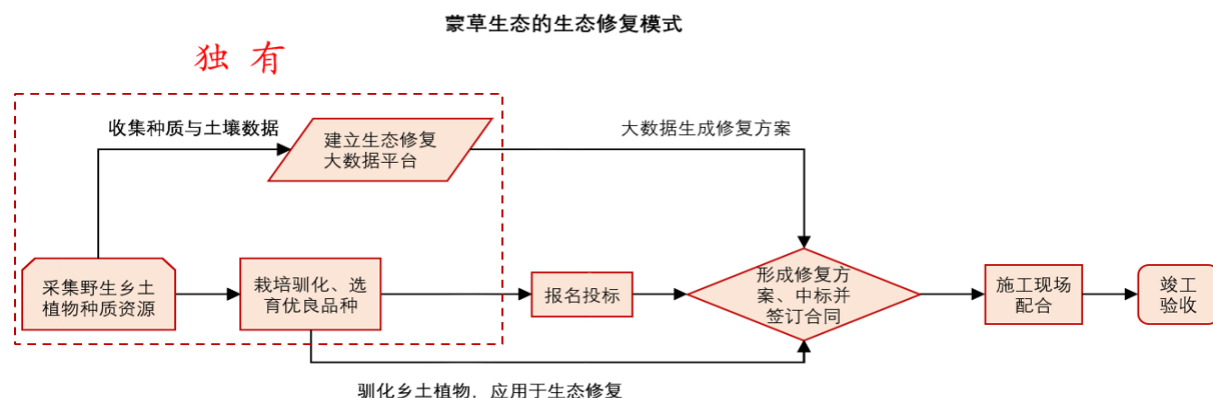 蒙草生态的生态修复模式
独有
收集种质与土壤数据
建立生态修复
大数据平台
大数据生成修复方案
采集野生乡土
植物种质资源
栽培驯化、选
育优良品种
报名投标
形成修复方
案、中标并
签订合同
施工现场
配合
竣工
验收
驯化乡土植物，应用于生态修复